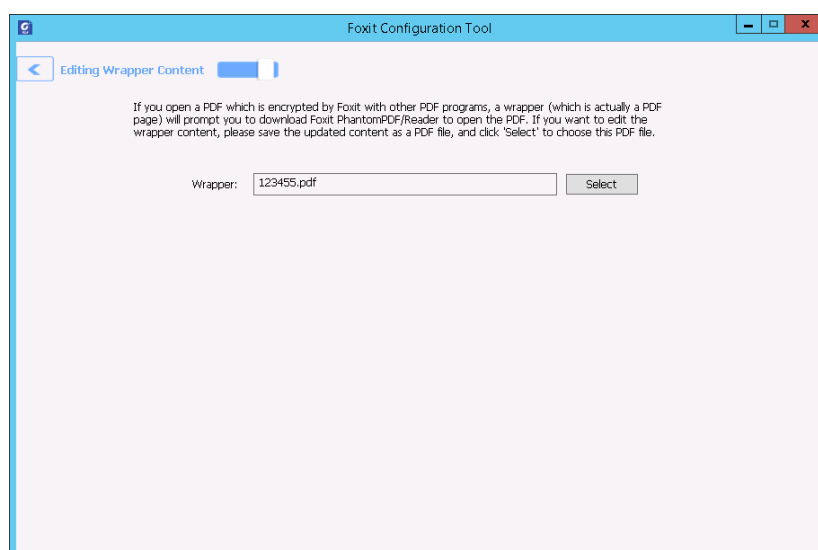 Foxit Configuration Tool
Editing Wrapper Content
If you open a PDF which is encrypted by Foxit with other PDF programs, a wrapper (which is actually a PDF
page) will prompt you to download Foxit PhantomPDF/Reader to open the PDF. If you want to edit the
wrapper content, please save the updated content as a PDF file, and click 'Select' to choose this PDF file.
Wrapper: 123455.pdf Select